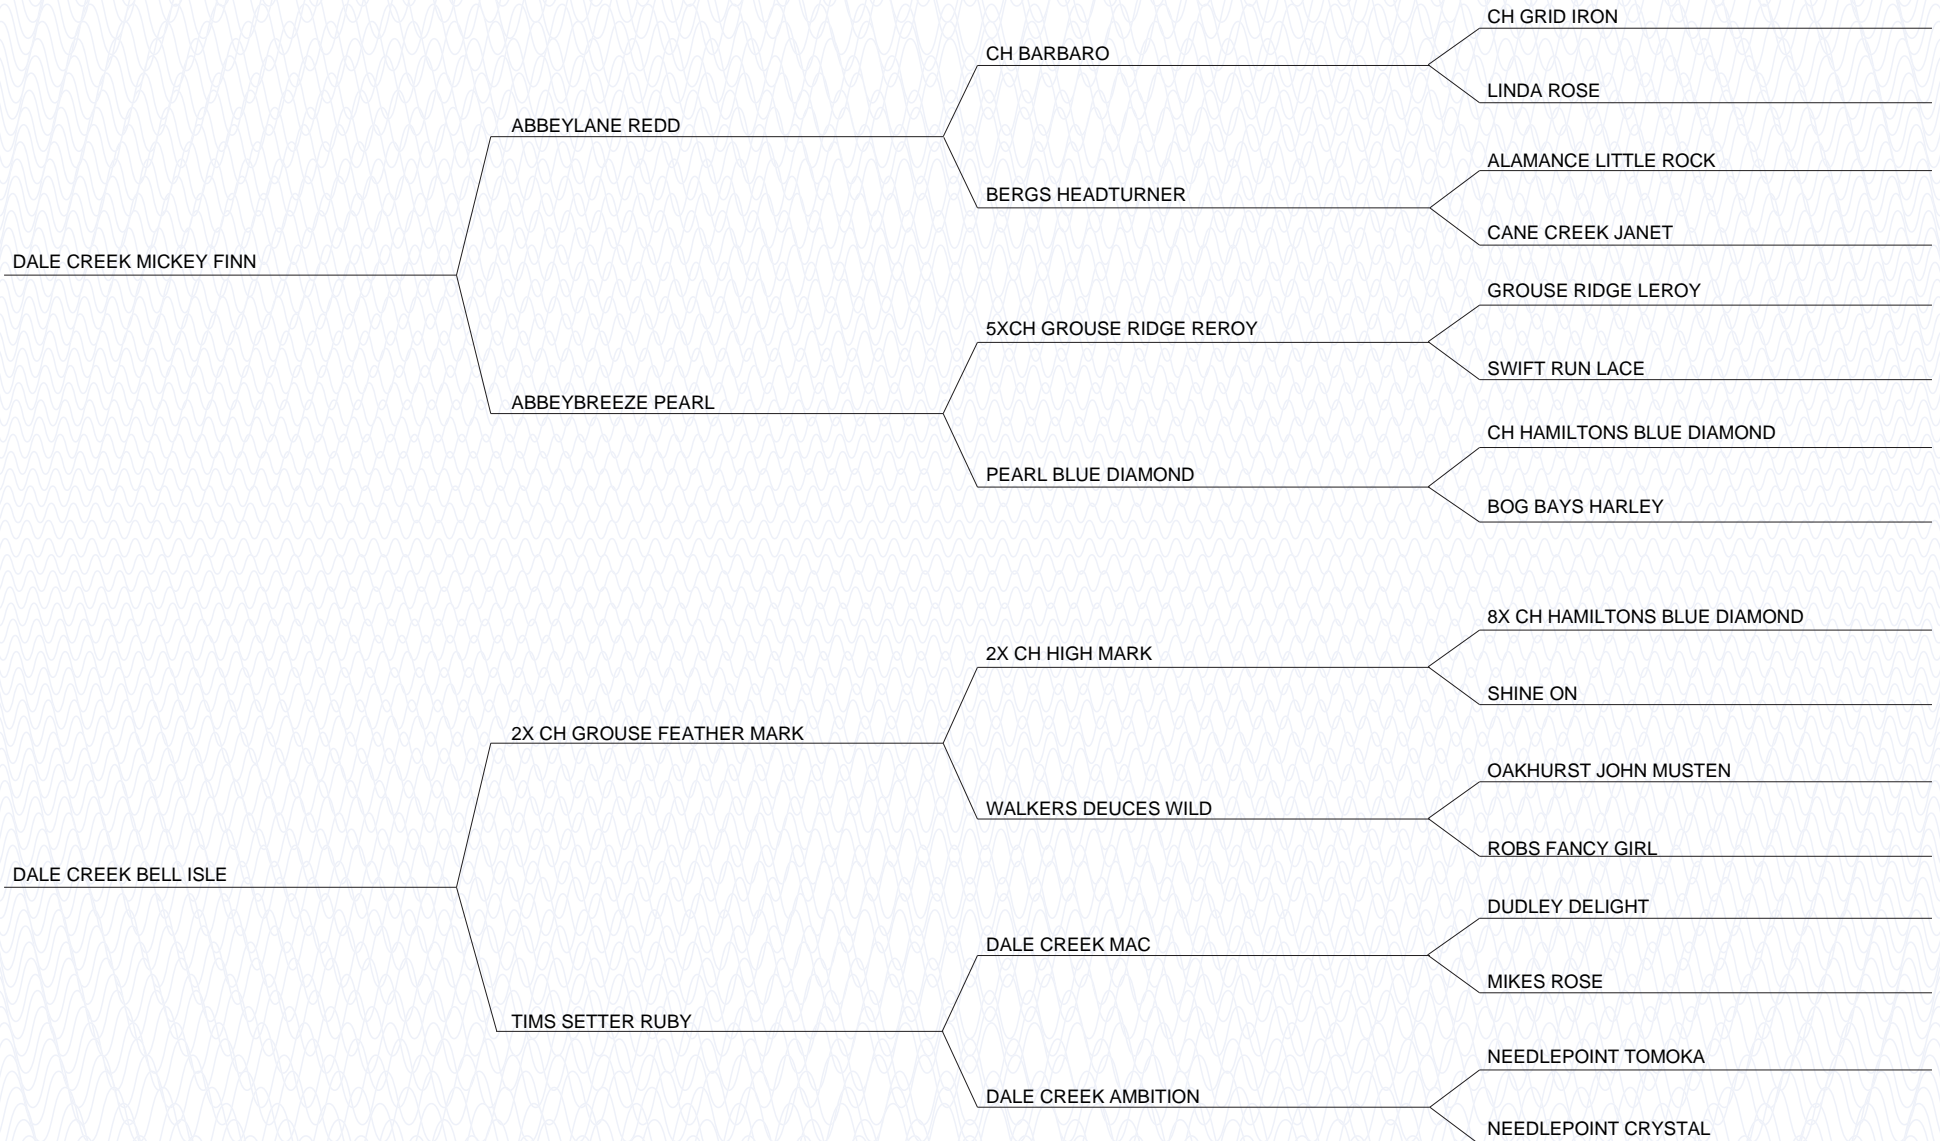 CH GRID IRON
CH BARBARO
LINDA ROSE
ABBEYLANE REDD
ALAMANCE LITTLE ROCK
BERGS HEADTURNER
CANE CREEK JANET
DALE CREEK MICKEY FINN
GROUSE RIDGE LEROY
5XCH GROUSE RIDGE REROY
SWIFT RUN LACE
ABBEYBREEZE PEARL
CH HAMILTONS BLUE DIAMOND
PEARL BLUE DIAMOND
BOG BAYS HARLEY
8X CH HAMILTONS BLUE DIAMOND
2X CH HIGH MARK
SHINE ON
2X CH GROUSE FEATHER MARK
OAKHURST JOHN MUSTEN
WALKERS DEUCES WILD
ROBS FANCY GIRL
DALE CREEK BELL ISLE
DUDLEY DELIGHT
DALE CREEK MAC
MIKES ROSE
TIMS SETTER RUBY
NEEDLEPOINT TOMOKA
DALE CREEK AMBITION
NEEDLEPOINT CRYSTAL